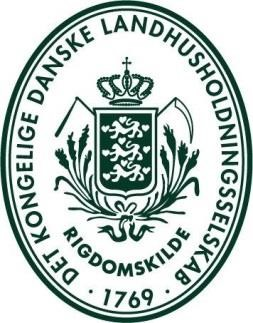 DET KONGELIGE DANSKE LANDHUSHOLDNINGSSELSKAB
RIGDOMSKILDE
· 1769 ·